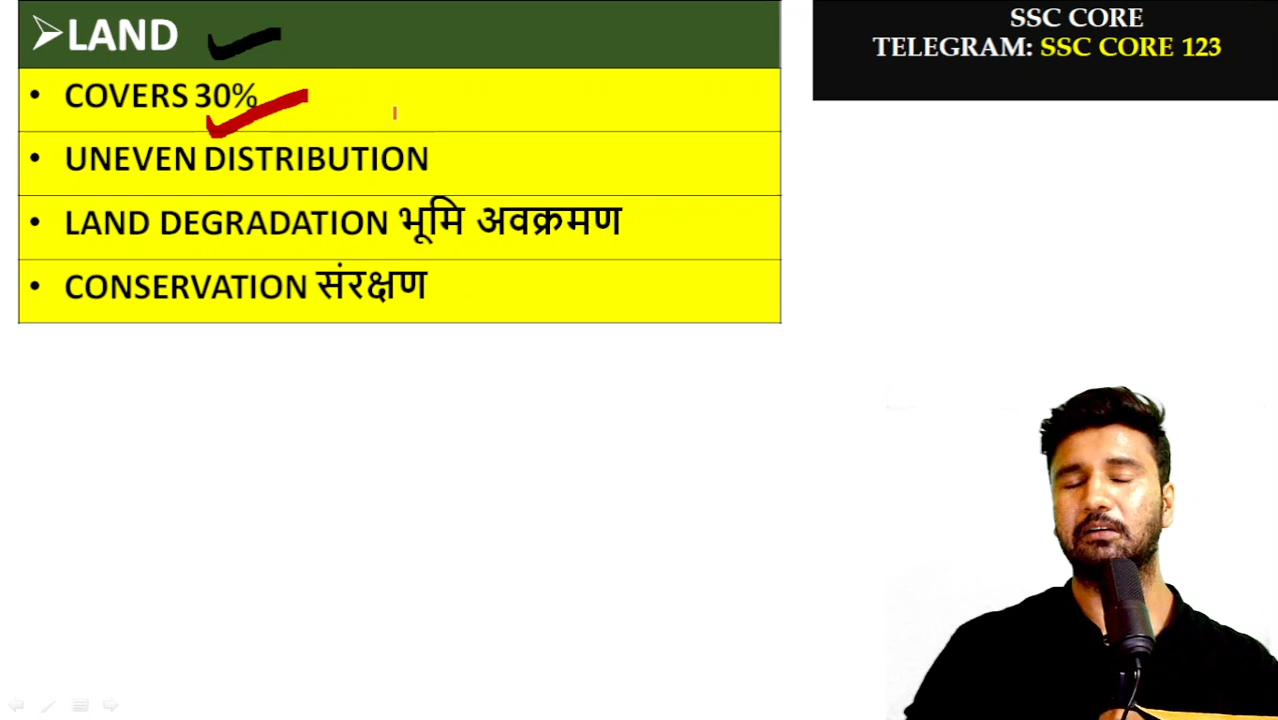 LAND
COVERS 30%
UNEVEN DISTRIBUTION
LAND DEGRADATION भूमि अवक्रमण
CONSERVATION संरक्षण
SSC CORE
TELEGRAM: SSC CORE 123